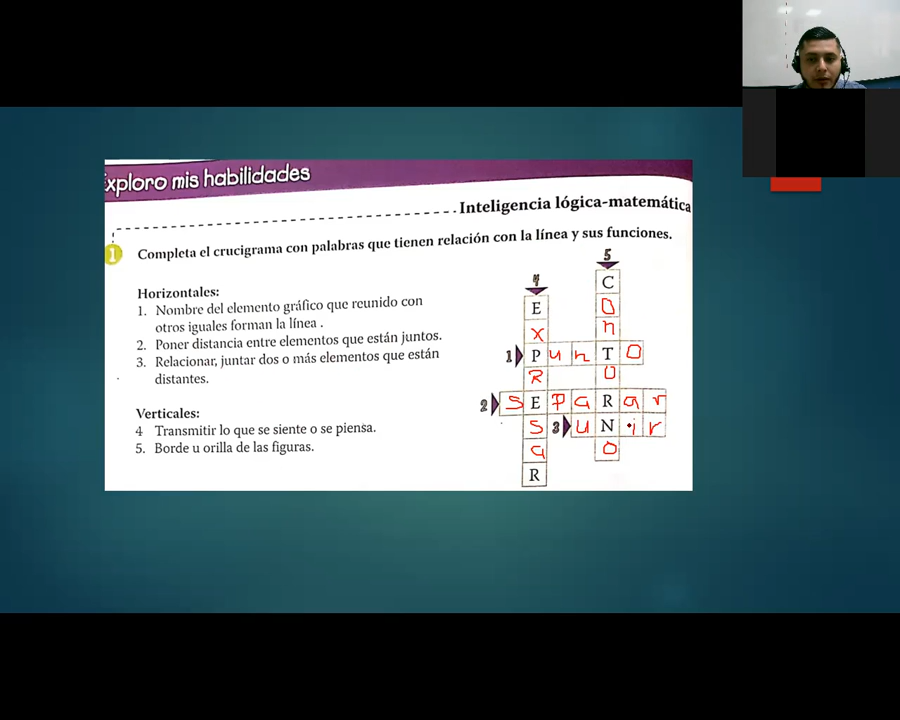 xploro mis habilidades
Inteligencia lógica-matemática
1 Completa el crucigrama con palabras que tienen relación con la línea y sus funciones.
Horizontales:
1. Nombre del elemento gráfico que reunido con
otros iguales forman la línea .
2. Poner distancia entre elementos que están juntos.
3. Relacionar, juntar dos o más elementos que están
distantes.
Verticales:
4 Transmitir lo que se siente o se piensa.
5. Borde u orilla de las figuras.
5
4
C
E O
X n
1 P u n T O
R U
2 S E P a R a r
S 3 u N i r
a O
R